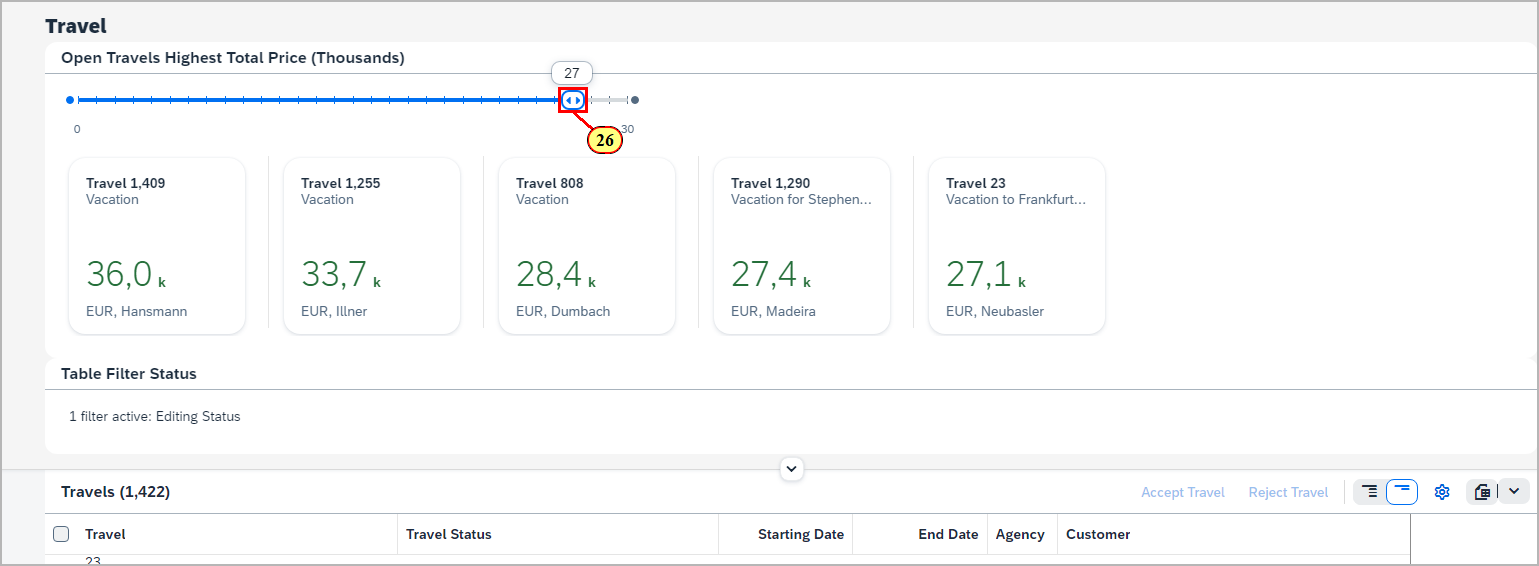 Travel
Open Travels Highest Total Price (Thousands)
27
0
30
26
Travel 1,409
Vacation
36,0 k
EUR, Hansmann
Travel 1,255
Vacation
33,7 k
EUR, Illner
Travel 808
Vacation
28,4 k
EUR, Dumbach
Travel 1,290
Vacation for Stephen...
27,4 k
EUR, Madeira
Travel 23
Vacation to Frankfurt...
27,1 k
EUR, Neubasler
Table Filter Status
1 filter active: Editing Status
Travels (1,422)
Accept Travel
Reject Travel
Travel
Travel Status
Starting Date
End Date
Agency
Customer
23